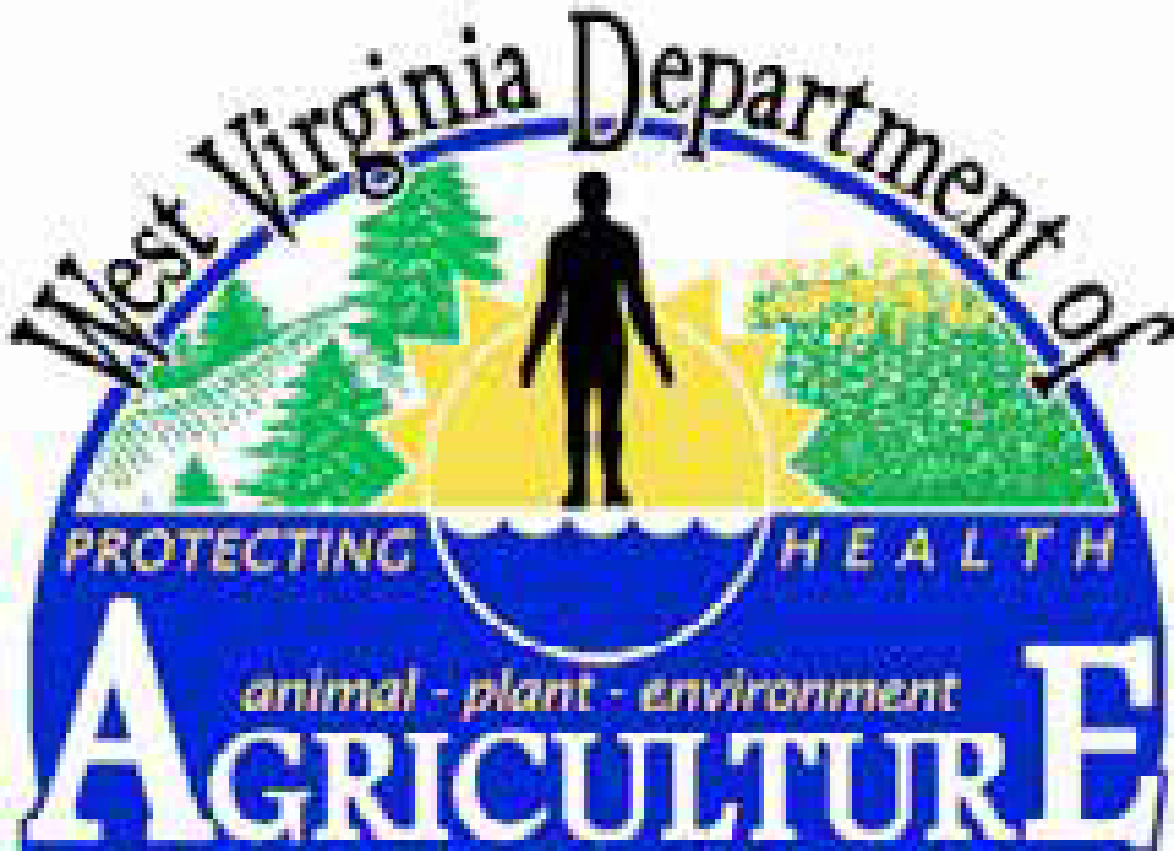 West Virginia Department of
PROTECTING HEALTH
animal - plant - environment
AGRICULTURE